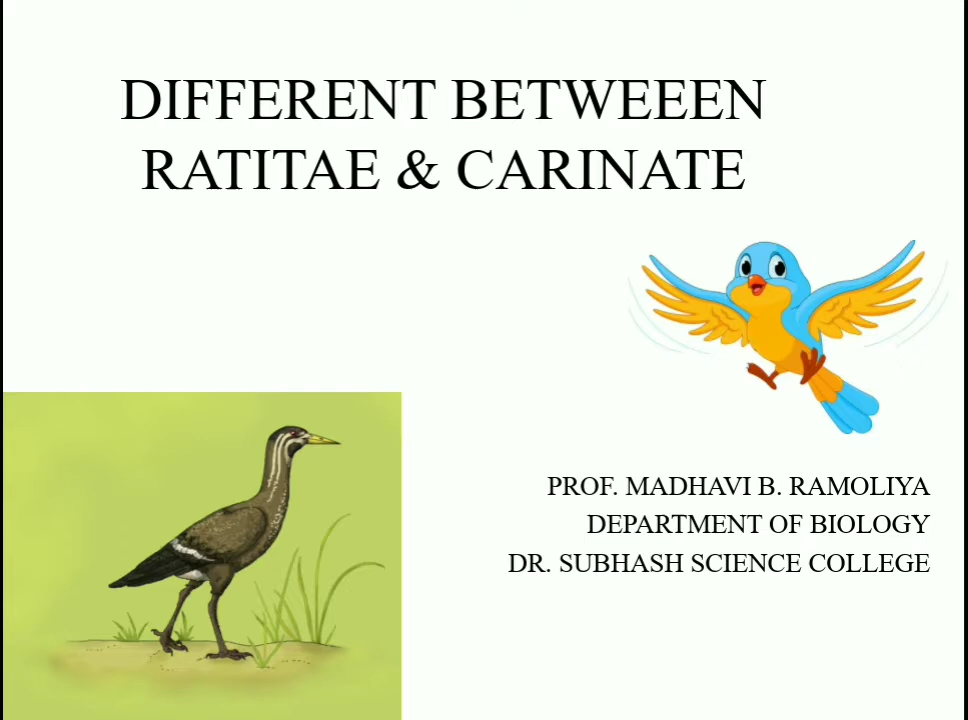 DIFFERENT BETWEEEN
RATITAE & CARINATE
PROF. MADHAVI B. RAMOLIYA
DEPARTMENT OF BIOLOGY
DR. SUBHASH SCIENCE COLLEGE